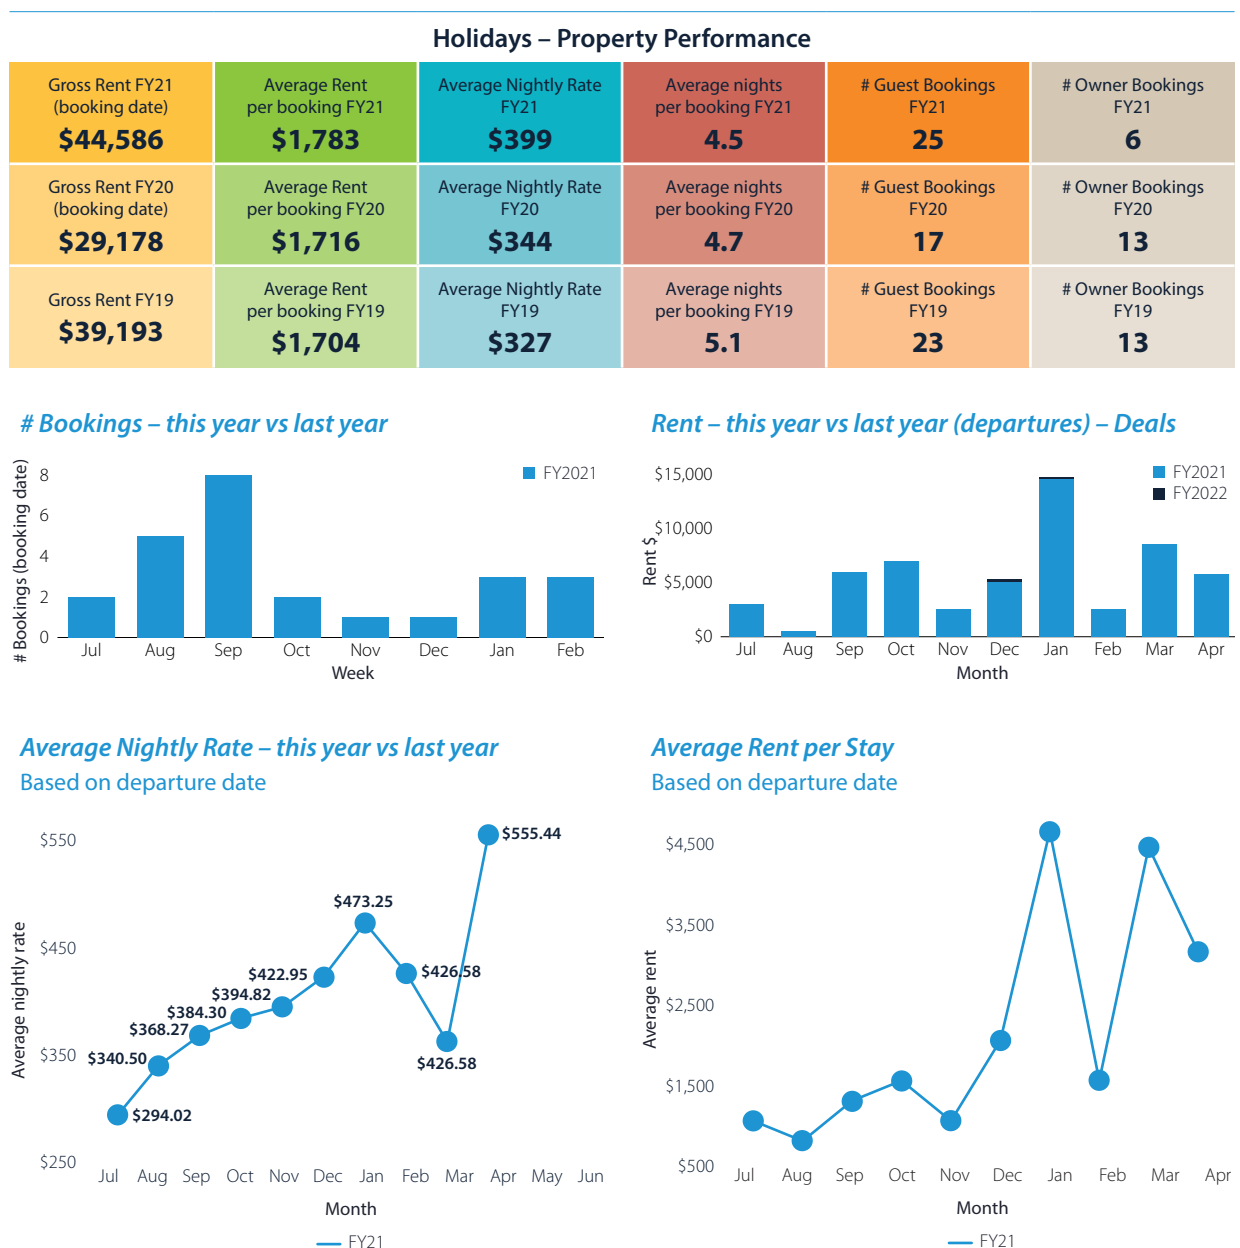 Holidays – Property Performance
Gross Rent FY21
(booking date)
$44,586
Average Rent
per booking FY21
$1,783
Average Nightly Rate
FY21
$399
Average nights
per booking FY21
4.5
# Guest Bookings
FY21
25
# Owner Bookings
FY21
6
Gross Rent FY20
(booking date)
$29,178
Average Rent
per booking FY20
$1,716
Average Nightly Rate
FY20
$344
Average nights
per booking FY20
4.7
# Guest Bookings
FY20
17
# Owner Bookings
FY20
13
Gross Rent FY19
$39,193
Average Rent
per booking FY19
$1,704
Average Nightly Rate
FY19
$327
Average nights
per booking FY19
5.1
# Guest Bookings
FY19
23
# Owner Bookings
FY19
13
# Bookings – this year vs last year
# Bookings (booking date)
8
6
4
2
0
FY2021
Jul Aug Sep Oct Nov Dec Jan Feb
Week
Rent – this year vs last year (departures) – Deals
Rent $
$15,000
$10,000
$5,000
$0
FY2021
FY2022
Jul Aug Sep Oct Nov Dec Jan Feb Mar Apr
Month
Average Nightly Rate – this year vs last year
Based on departure date
Average nightly rate
$550
$450
$350
$250
$294.02
$340.50
$368.27
$384.30
$394.82
$422.95
$473.25
$426.58
$426.58
$555.44
Jul Aug Sep Oct Nov Dec Jan Feb Mar Apr May Jun
Month
FY21
Average Rent per Stay
Based on departure date
Average rent
$4,500
$3,500
$2,500
$1,500
$500
Jul Aug Sep Oct Nov Dec Jan Feb Mar Apr
Month
FY21